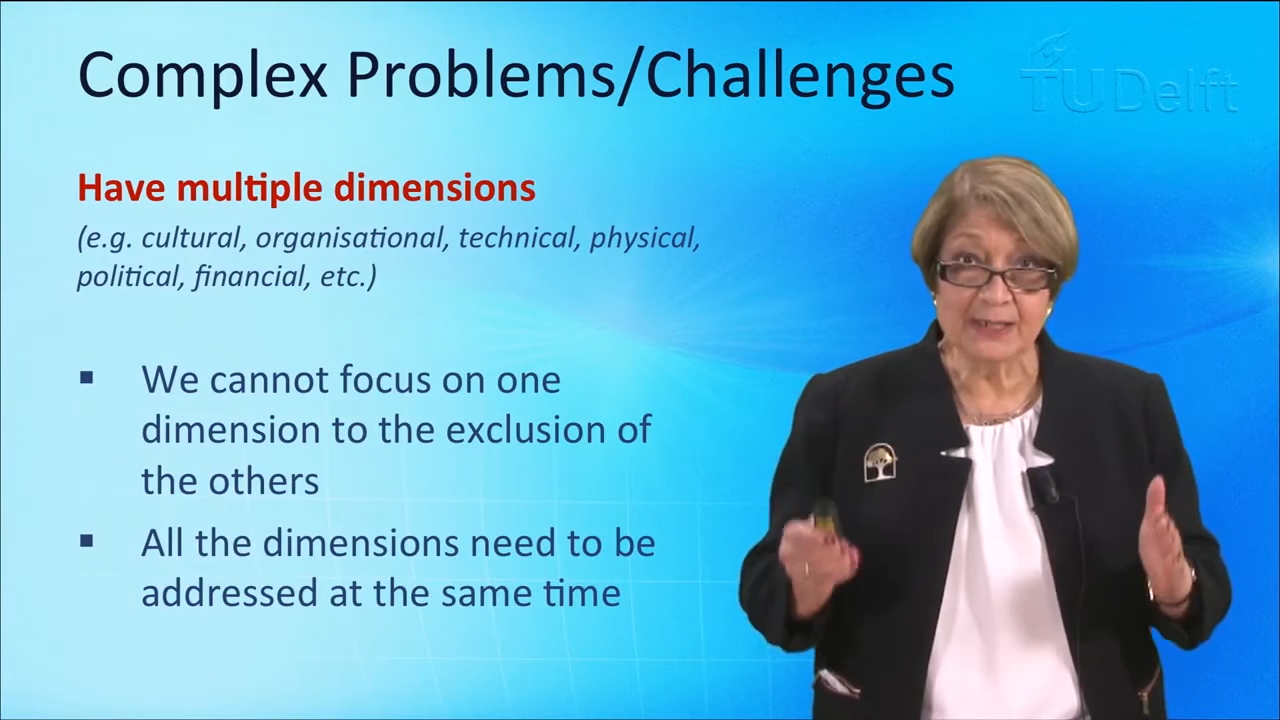 Complex Problems/Challenges
TU Delft
Have multiple dimensions
(e.g. cultural, organisational, technical, physical,
political, financial, etc.)
▪ We cannot focus on one
dimension to the exclusion of
the others
▪ All the dimensions need to be
addressed at the same time